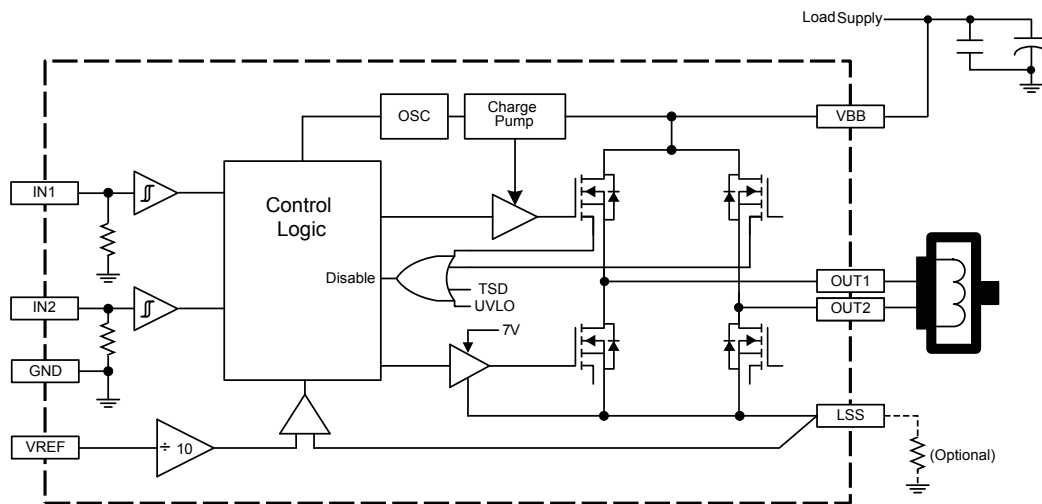 Load Supply
OSC
Charge
Pump
VBB
IN1
Control
Logic
Disable
TSD
UVLO
OUT1
OUT2
IN2
7V
GND
LSS
VREF
÷ 10
(Optional)